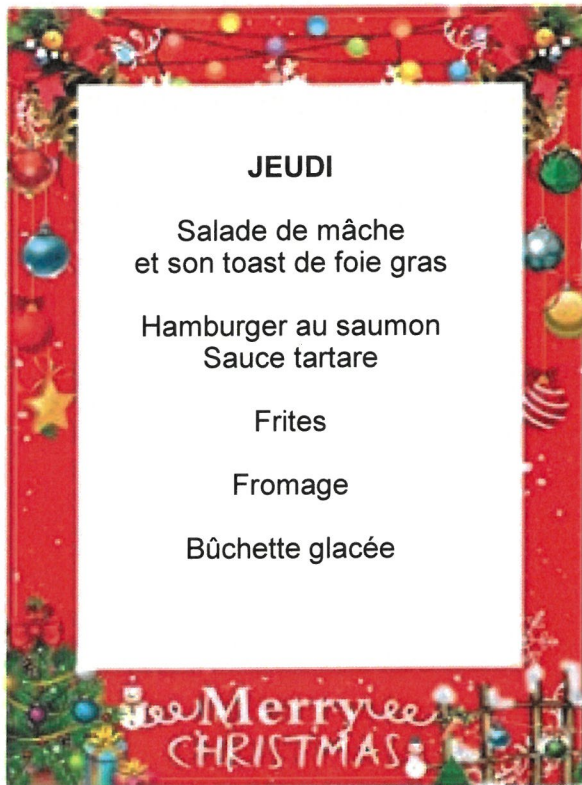 JEUDI
Salade de mâche
et son toast de foie gras
Hamburger au saumon
Sauce tartare
Frites
Fromage
Bûchette glacée
Merry
CHRISTMAS